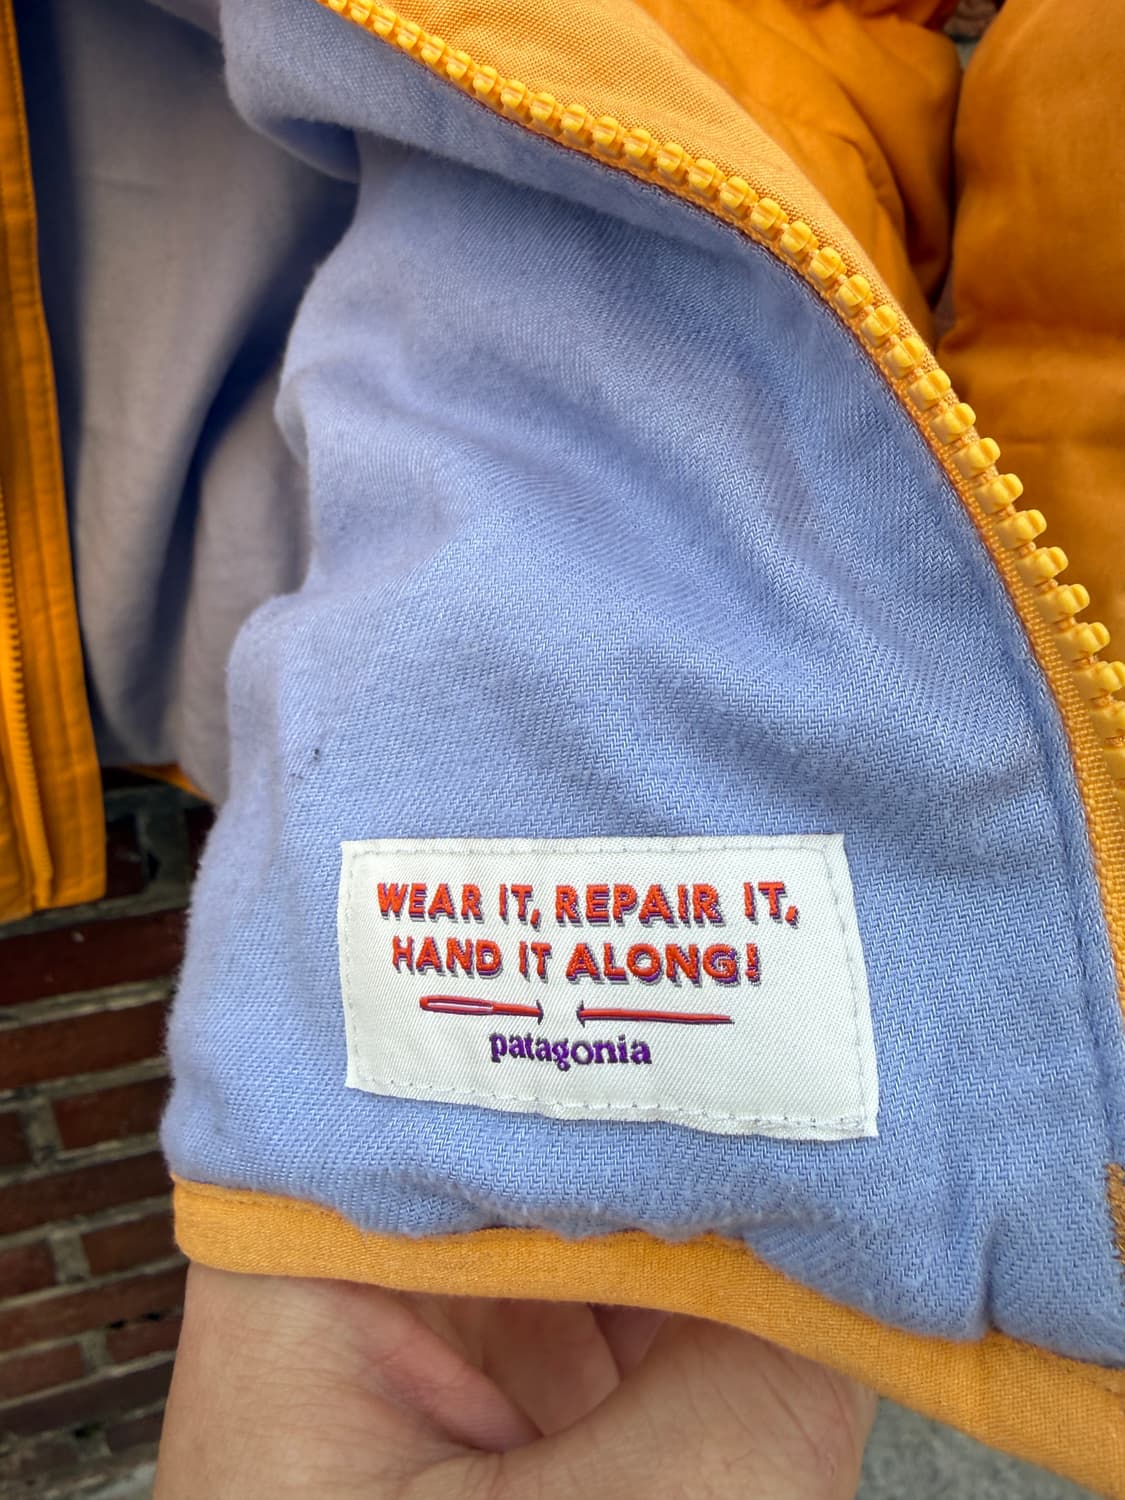 WEAR IT, REPAIR IT,
HAND IT ALONG!
patagonia